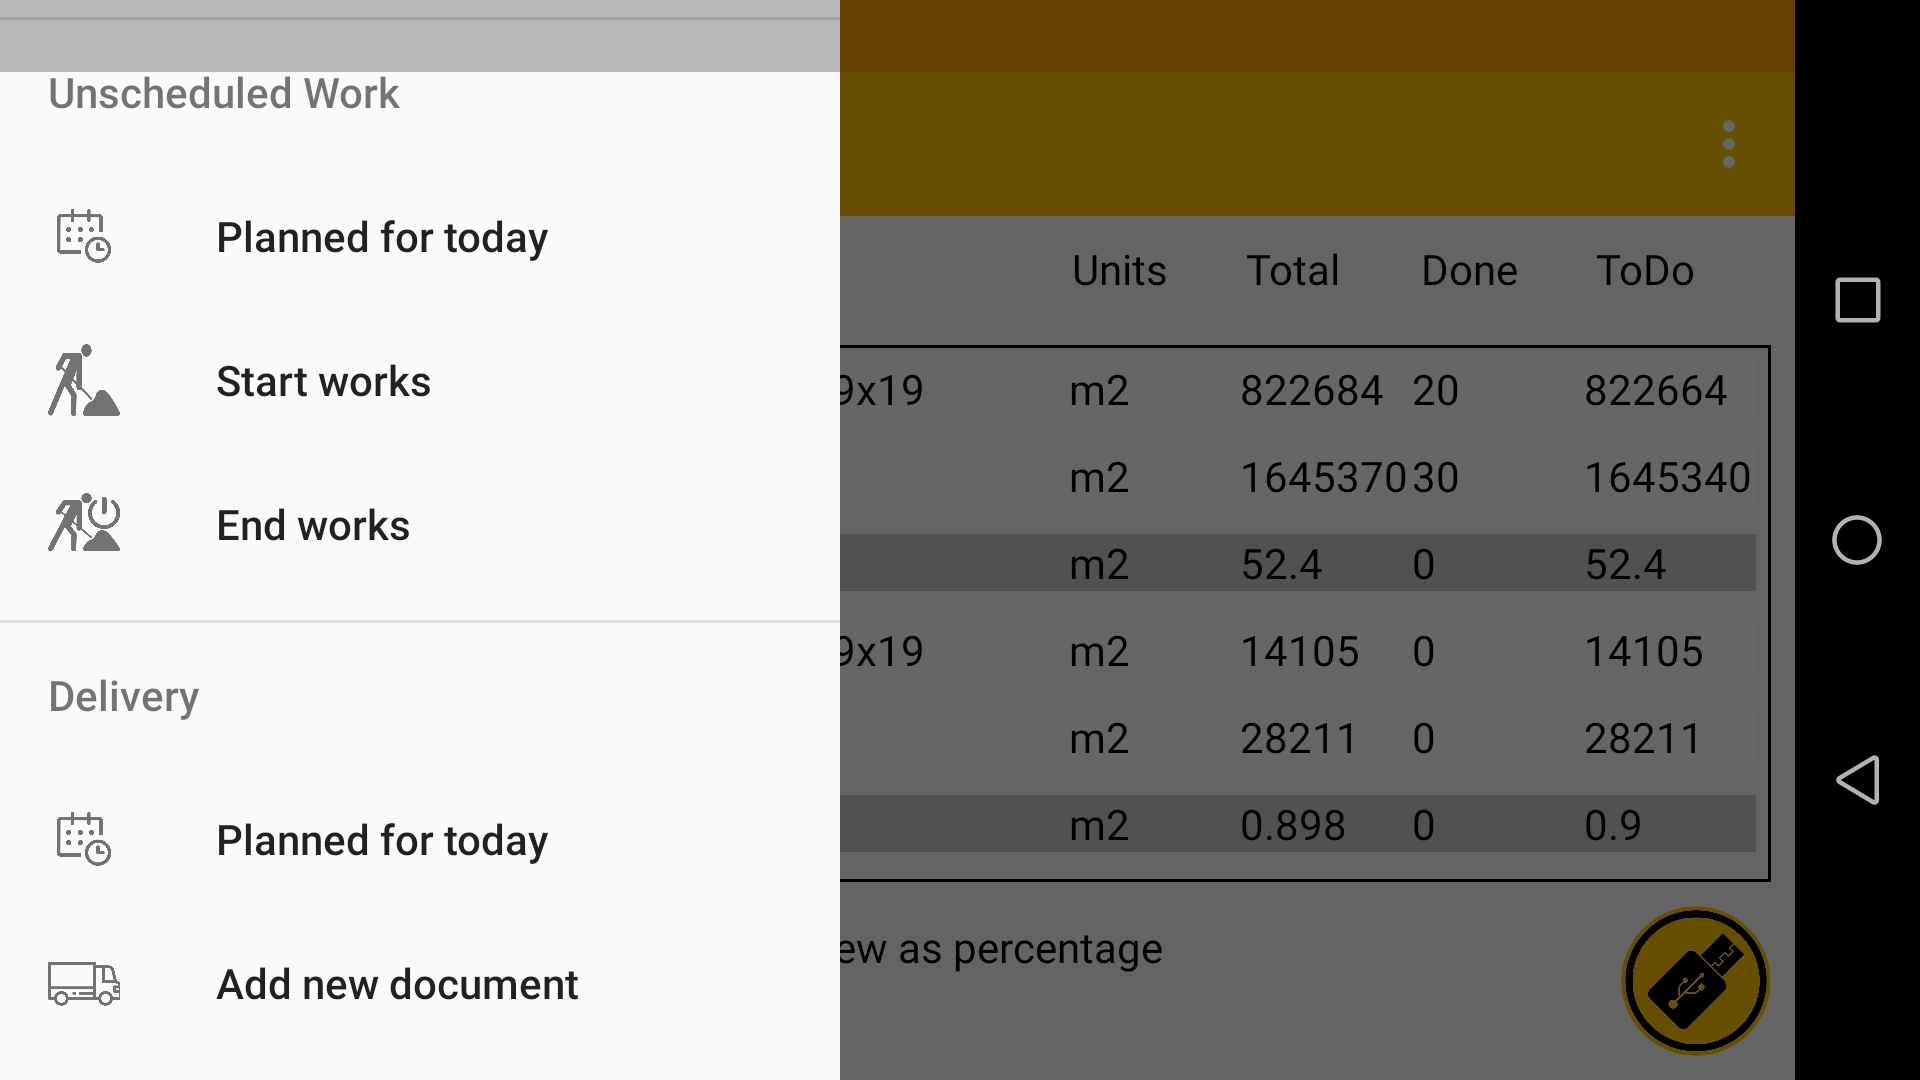 Unscheduled Work
Planned for today
Start works
End works
Delivery
Planned for today
Add new document
Units Total Done ToDo
9x19 m2 822684 20 822664
m2 1645370 30 1645340
m2 52.4 0 52.4
9x19 m2 14105 0 14105
m2 28211 0 28211
m2 0.898 0 0.9
ew as percentage